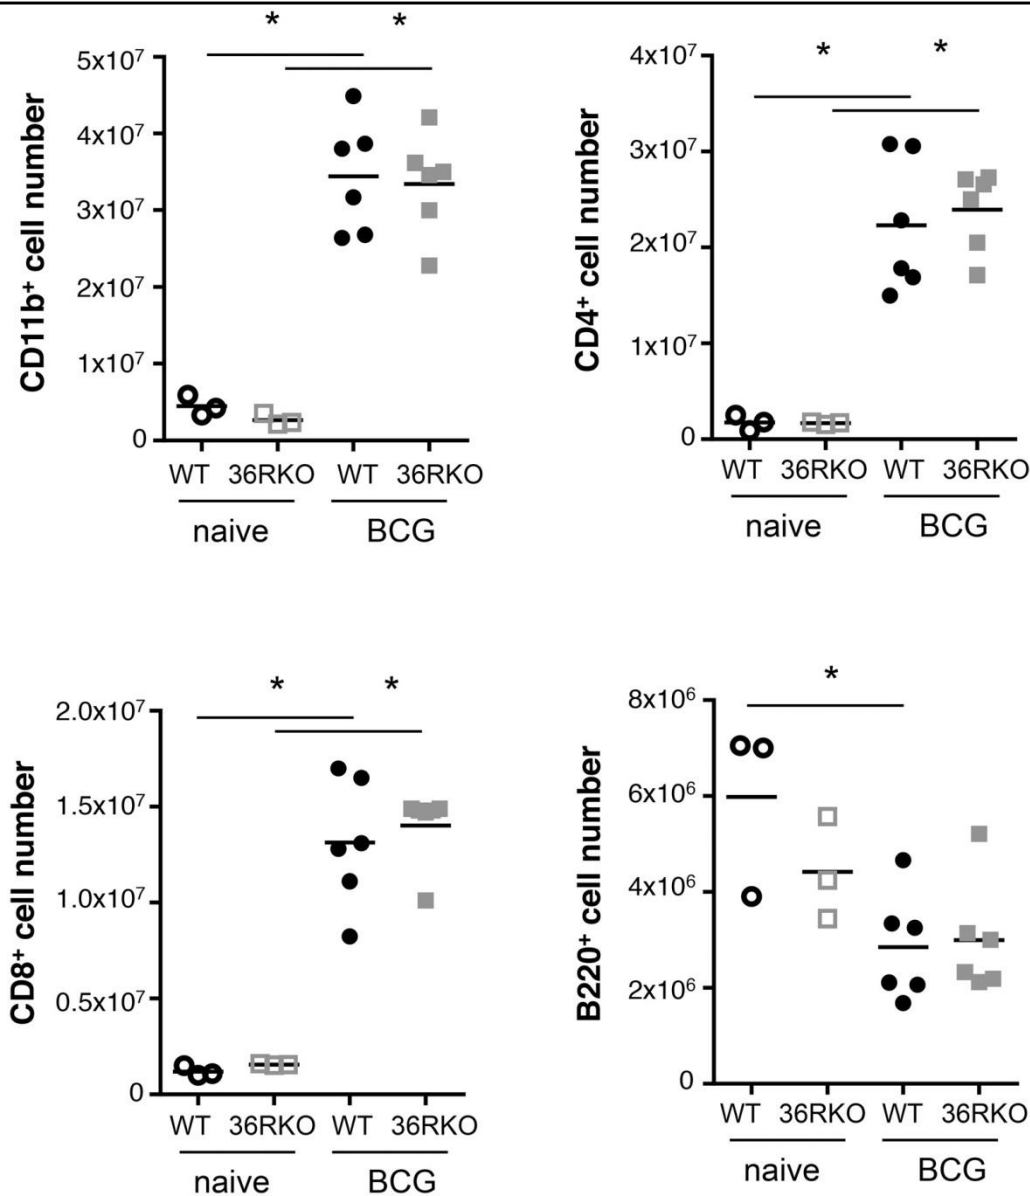 * *
CD11b⁺ cell number
5x10⁷
4x10⁷
3x10⁷
2x10⁷
1x10⁷
0
WT 36RKO WT 36RKO
naive BCG
* *
CD4⁺ cell number
4x10⁷
3x10⁷
2x10⁷
1x10⁷
0
WT 36RKO WT 36RKO
naive BCG
* *
CD8⁺ cell number
2.0x10⁷
1.5x10⁷
1.0x10⁷
0.5x10⁷
0
WT 36RKO WT 36RKO
naive BCG
*
B220⁺ cell number
8x10⁶
6x10⁶
4x10⁶
2x10⁶
0
WT 36RKO WT 36RKO
naive BCG